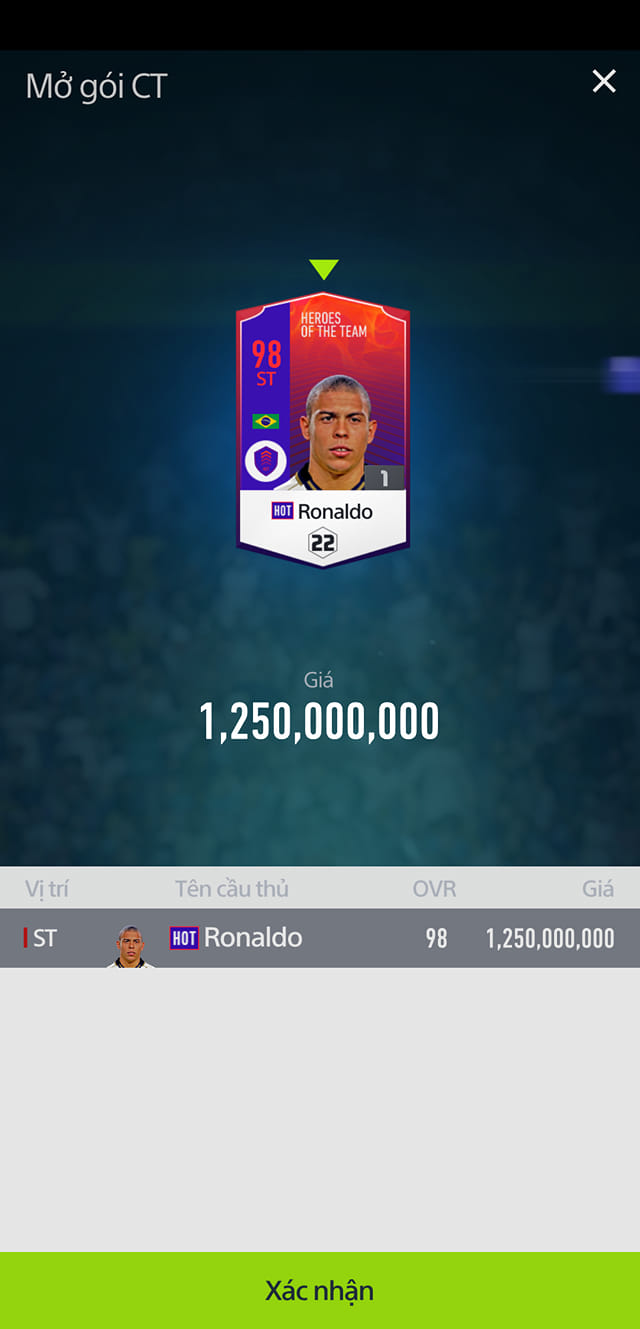 Mở gói CT
HEROES
OF THE TEAM
98
ST
1
HOT Ronaldo
22
Giá
1,250,000,000
Vị trí Tên cầu thủ OVR Giá
ST HOT Ronaldo 98 1,250,000,000
Xác nhận